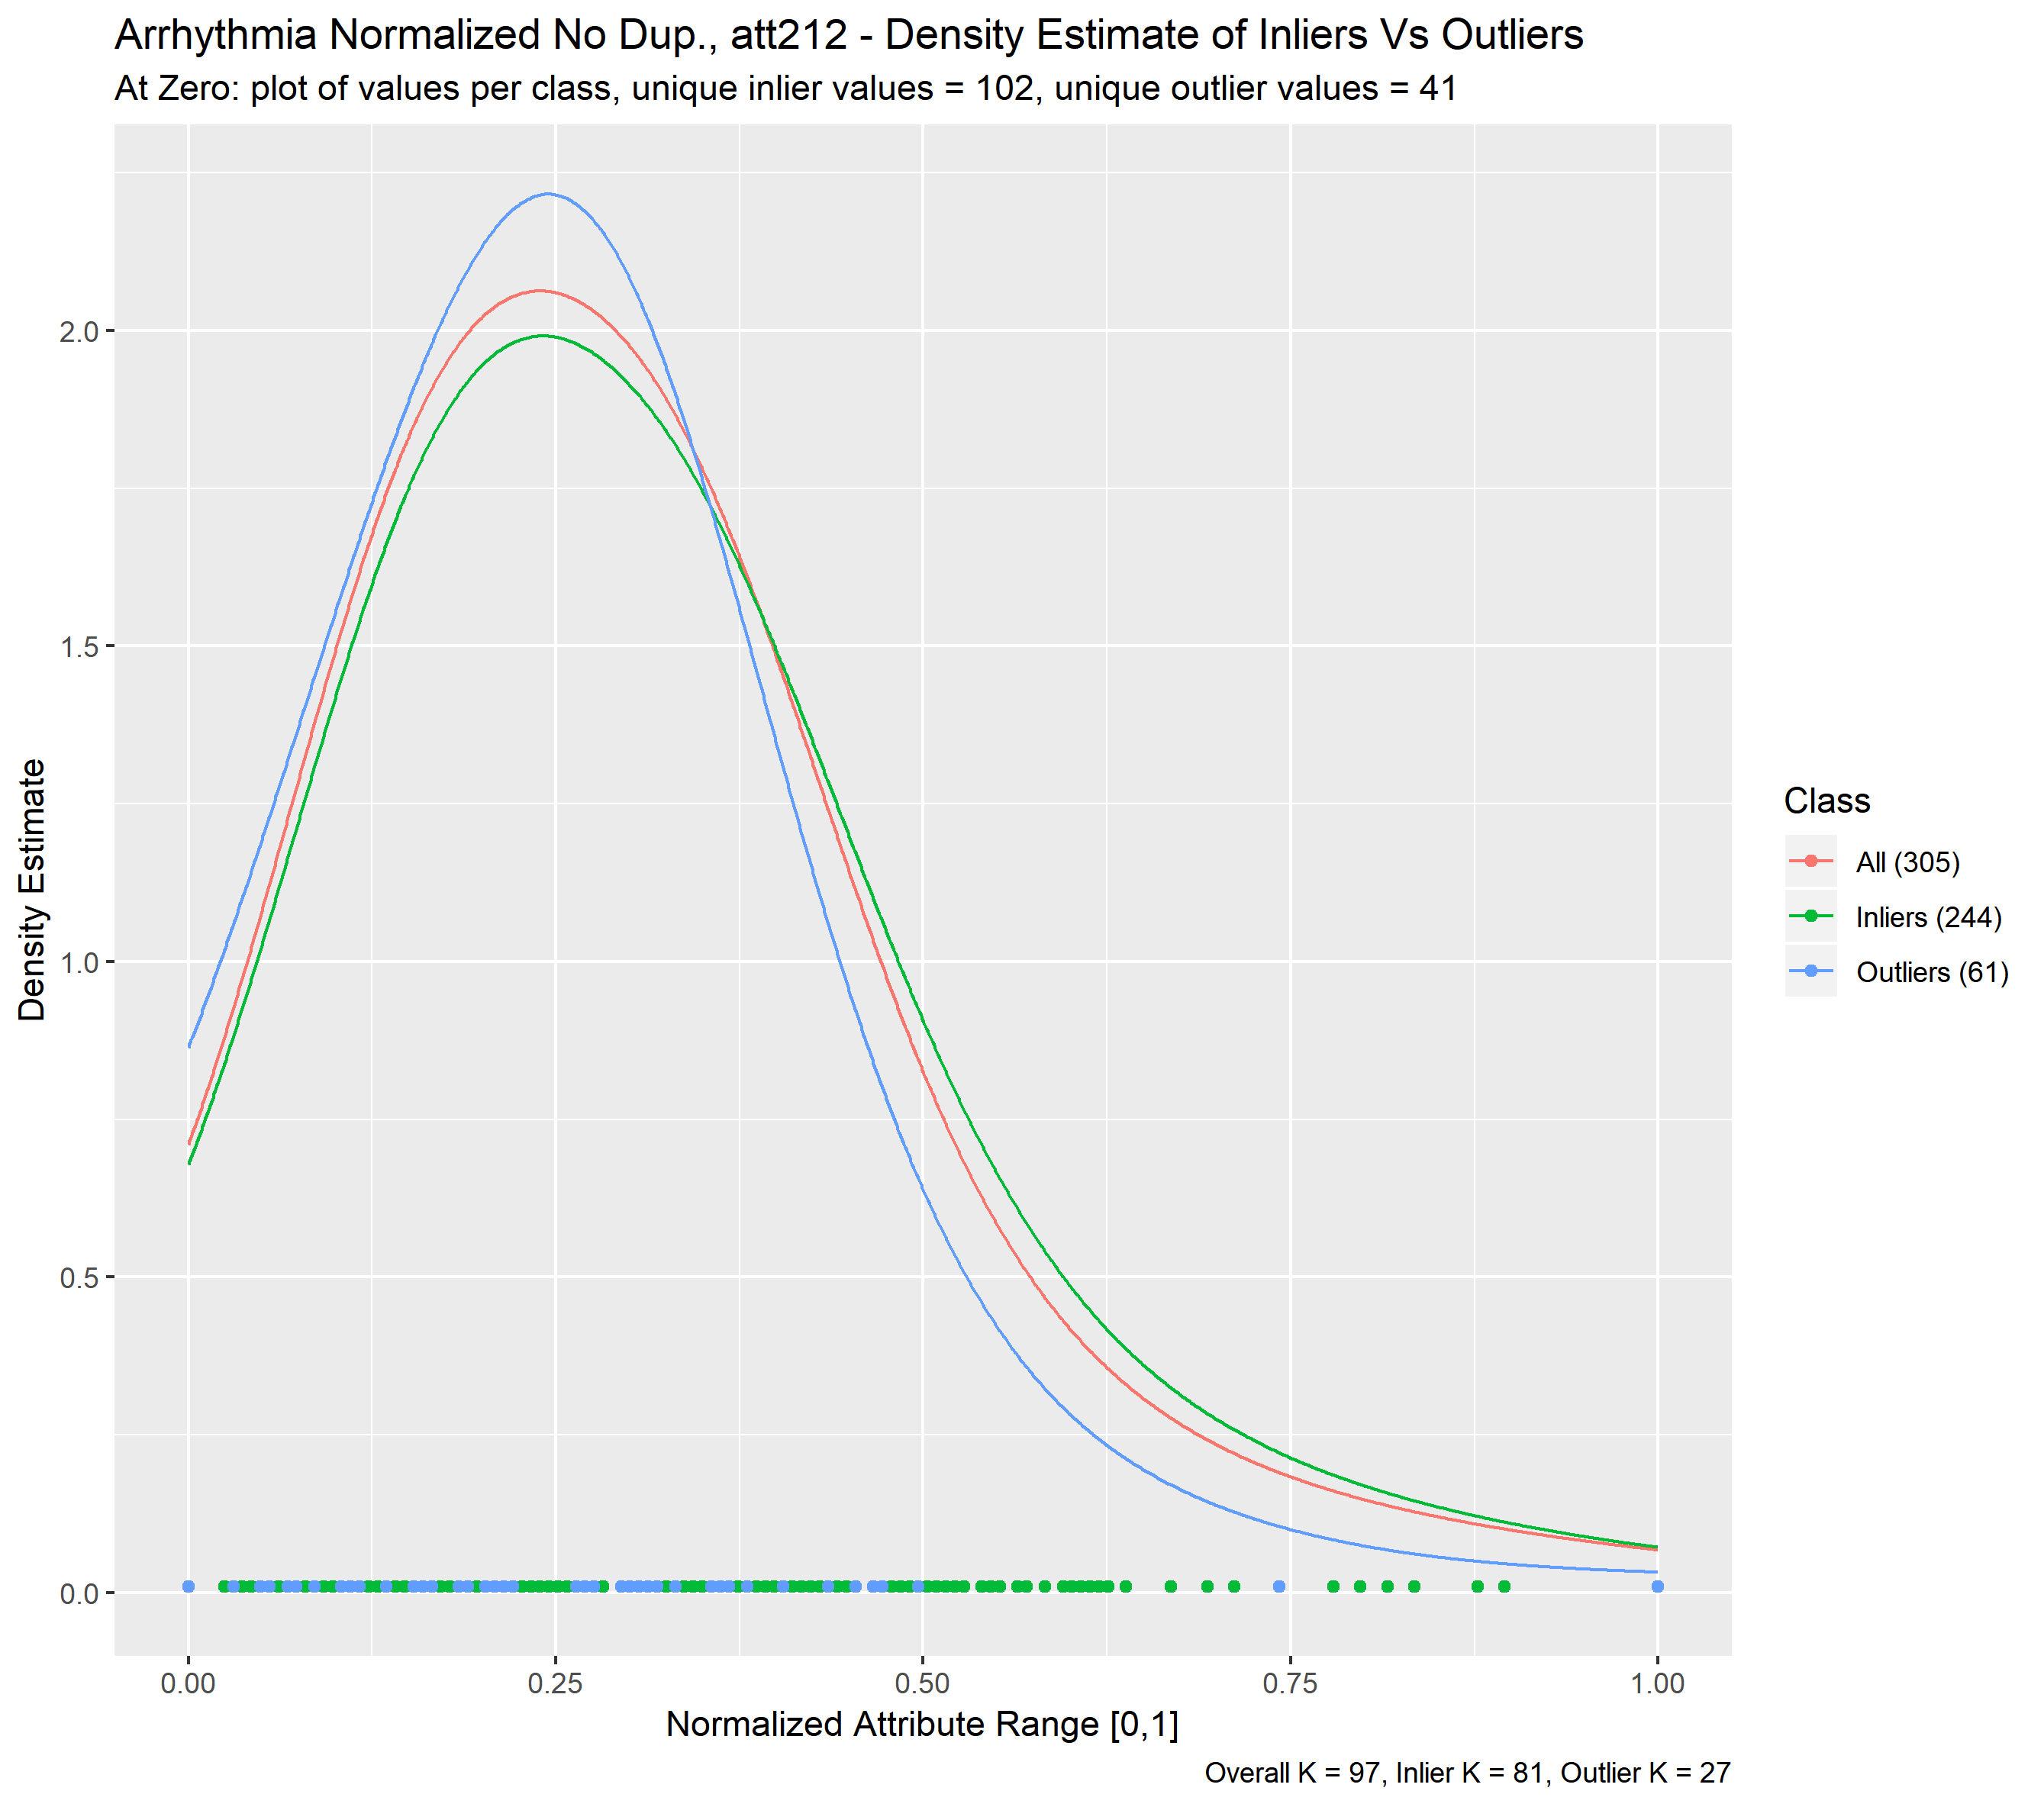 Arrhythmia Normalized No Dup., att212 - Density Estimate of Inliers Vs Outliers
At Zero: plot of values per class, unique inlier values = 102, unique outlier values = 41
Density Estimate
2.0
1.5
1.0
0.5
0.0
0.00 0.25 0.50 0.75 1.00
Normalized Attribute Range [0,1]
Overall K = 97, Inlier K = 81, Outlier K = 27
Class
All (305)
Inliers (244)
Outliers (61)